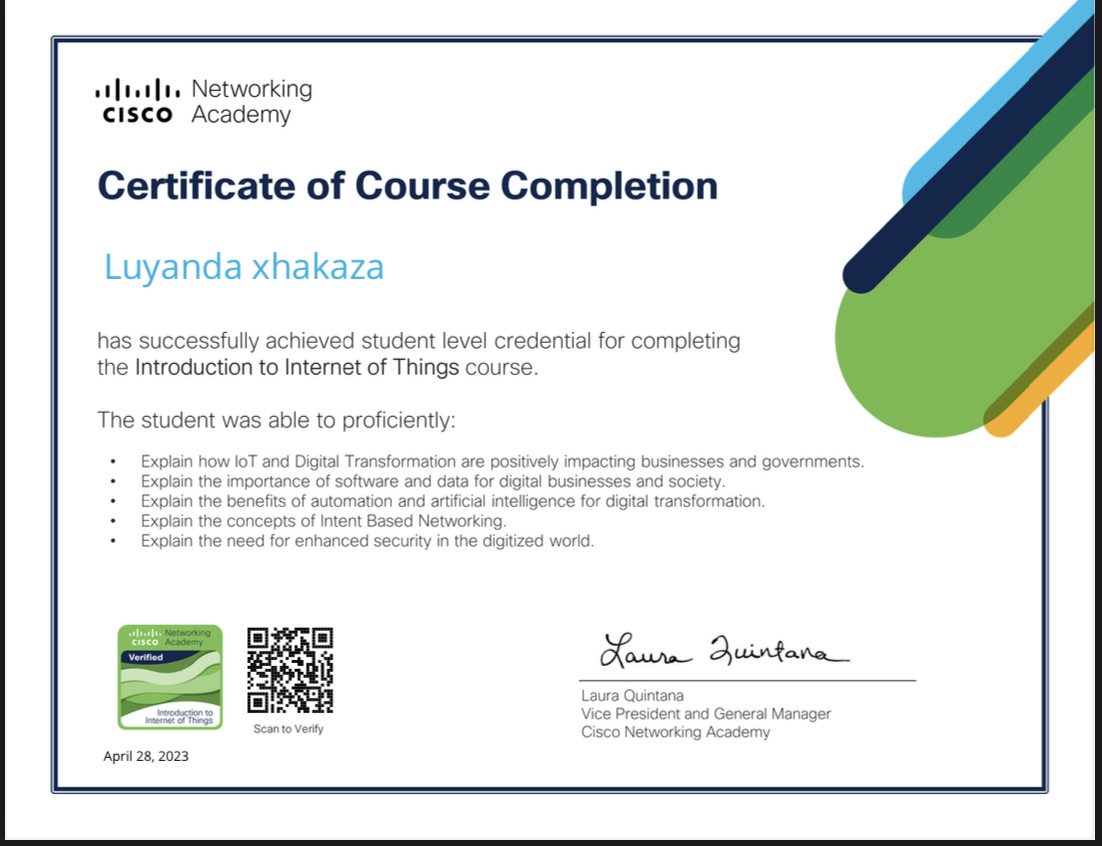 Networking
CISCO Academy
Certificate of Course Completion
Luyanda xhakaza
has successfully achieved student level credential for completing
the Introduction to Internet of Things course.
The student was able to proficiently:
• Explain how IoT and Digital Transformation are positively impacting businesses and governments.
• Explain the importance of software and data for digital businesses and society.
• Explain the benefits of automation and artificial intelligence for digital transformation.
• Explain the concepts of Intent Based Networking.
• Explain the need for enhanced security in the digitized world.
Networking
CISCO Academy
Verified
Introduction to
Internet of Things
Scan to Verify
April 28, 2023
Laura Quintana
Laura Quintana
Vice President and General Manager
Cisco Networking Academy